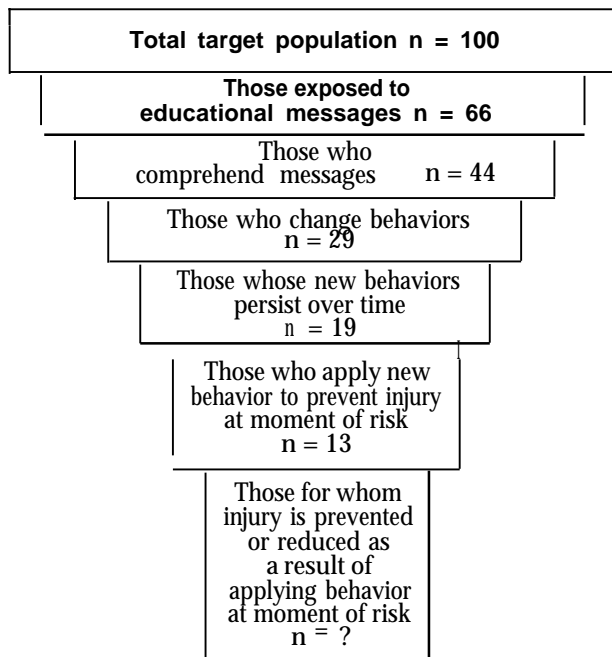 Total target population n = 100
Those exposed to
educational messages n = 66
Those who
comprehend messages n = 44
Those who change behaviors
n = 29
Those whose new behaviors
persist over time
n = 19
Those who apply new
behavior to prevent injury
at moment of risk
n = 13
Those for whom
injury is prevented
or reduced as
a result of
applying behavior
at moment of risk
n = ?